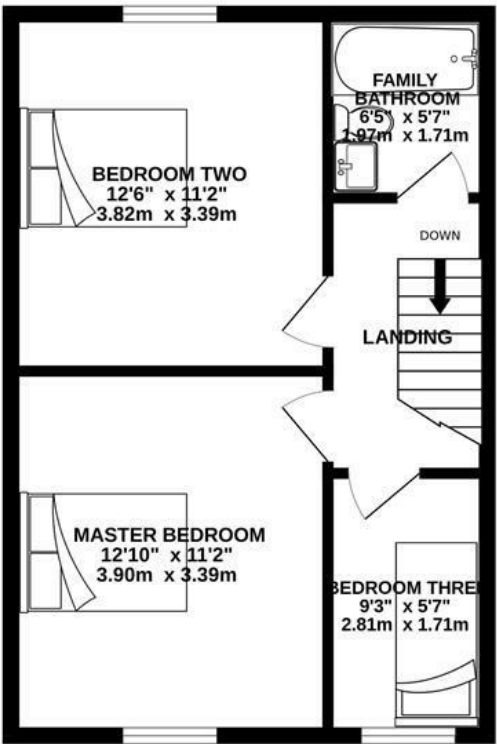 FAMILY
BATHROOM
6'5" x 5'7"
1.97m x 1.71m
BEDROOM TWO
12'6" x 11'2"
3.82m x 3.39m
DOWN
LANDING
MASTER BEDROOM
12'10" x 11'2"
3.90m x 3.39m
BEDROOM THREE
9'3" x 5'7"
2.81m x 1.71m